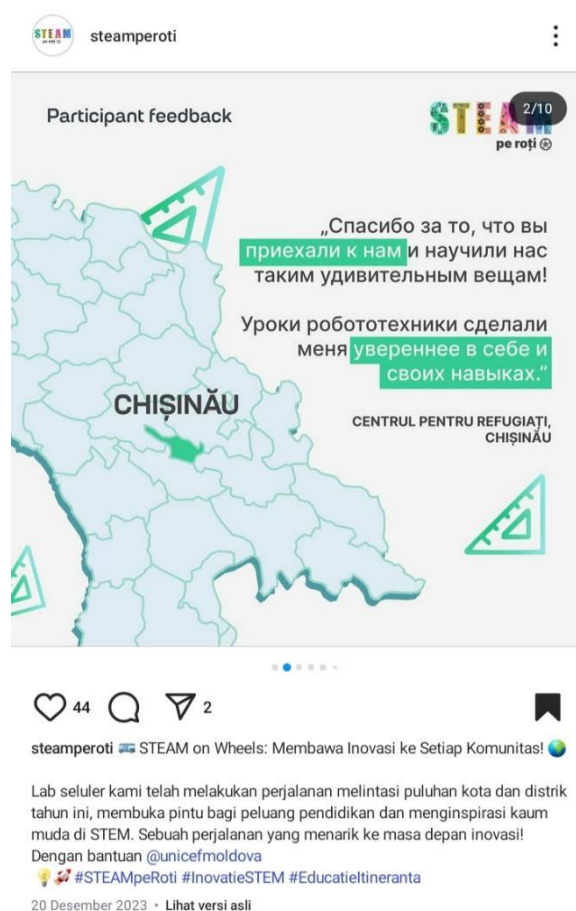 STEAM
steamperoti
Participant feedback
STEAM
2/10
pe roți
„Спасибо за то, что вы
приехали к нам и научили нас
таким удивительным вещам!
Уроки робототехники сделали
меня увереннее в себе и
своих навыках.”
CENTRUL PENTRU REFUGIAȚI,
CHIȘINĂU
CHIȘINĂU
44
2
steamperoti 🚐 STEAM on Wheels: Membawa Inovasi ke Setiap Komunitas! 🌍
Lab seluler kami telah melakukan perjalanan melintasi puluhan kota dan distrik
tahun ini, membuka pintu bagi peluang pendidikan dan menginspirasi kaum
muda di STEM. Sebuah perjalanan yang menarik ke masa depan inovasi!
Dengan bantuan @unicefmoldova
💡🚀 #STEAMpeRoti #InovatieSTEM #EducatieItineranta
20 Desember 2023 • Lihat versi asli